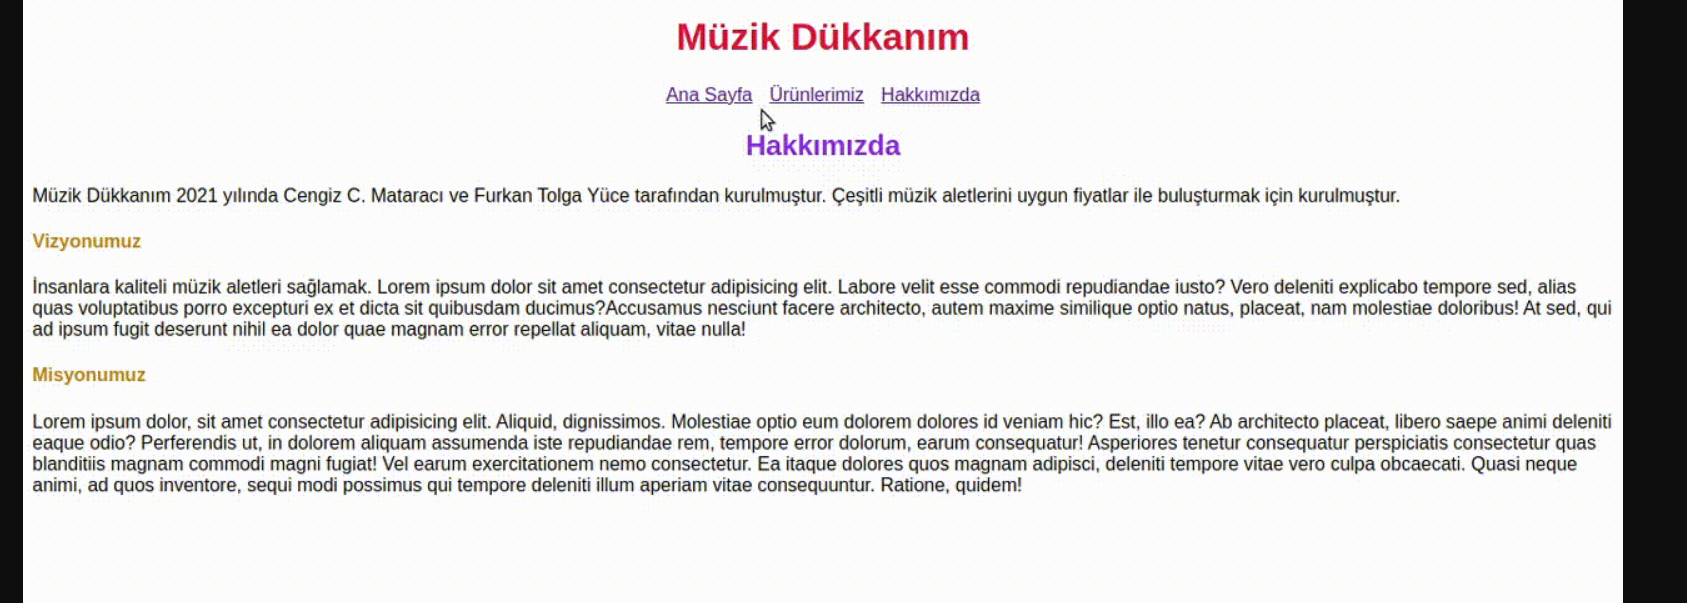 Müzik Dükkanım
Ana Sayfa Ürünlerimiz Hakkımızda
Hakkımızda
Müzik Dükkanım 2021 yılında Cengiz C. Mataracı ve Furkan Tolga Yüce tarafından kurulmuştur. Çeşitli müzik aletlerini uygun fiyatlar ile buluşturmak için kurulmuştur.
Vizyonumuz
İnsanlara kaliteli müzik aletleri sağlamak. Lorem ipsum dolor sit amet consectetur adipisicing elit. Labore velit esse commodi repudiandae iusto? Vero deleniti explicabo tempore sed, alias
quas voluptatibus porro excepturi ex et dicta sit quibusdam ducimus?Accusamus nesciunt facere architecto, autem maxime similique optio natus, placeat, nam molestiae doloribus! At sed, qui
ad ipsum fugit deserunt nihil ea dolor quae magnam error repellat aliquam, vitae nulla!
Misyonumuz
Lorem ipsum dolor, sit amet consectetur adipisicing elit. Aliquid, dignissimos. Molestiae optio eum dolorem dolores id veniam hic? Est, illo ea? Ab architecto placeat, libero saepe animi deleniti
eaque odio? Perferendis ut, in dolorem aliquam assumenda iste repudiandae rem, tempore error dolorum, earum consequatur! Asperiores tenetur consequatur perspiciatis consectetur quas
blanditiis magnam commodi magni fugiat! Vel earum exercitationem nemo consectetur. Ea itaque dolores quos magnam adipisci, deleniti tempore vitae vero culpa obcaecati. Quasi neque
animi, ad quos inventore, sequi modi possimus qui tempore deleniti illum aperiam vitae consequuntur. Ratione, quidem!